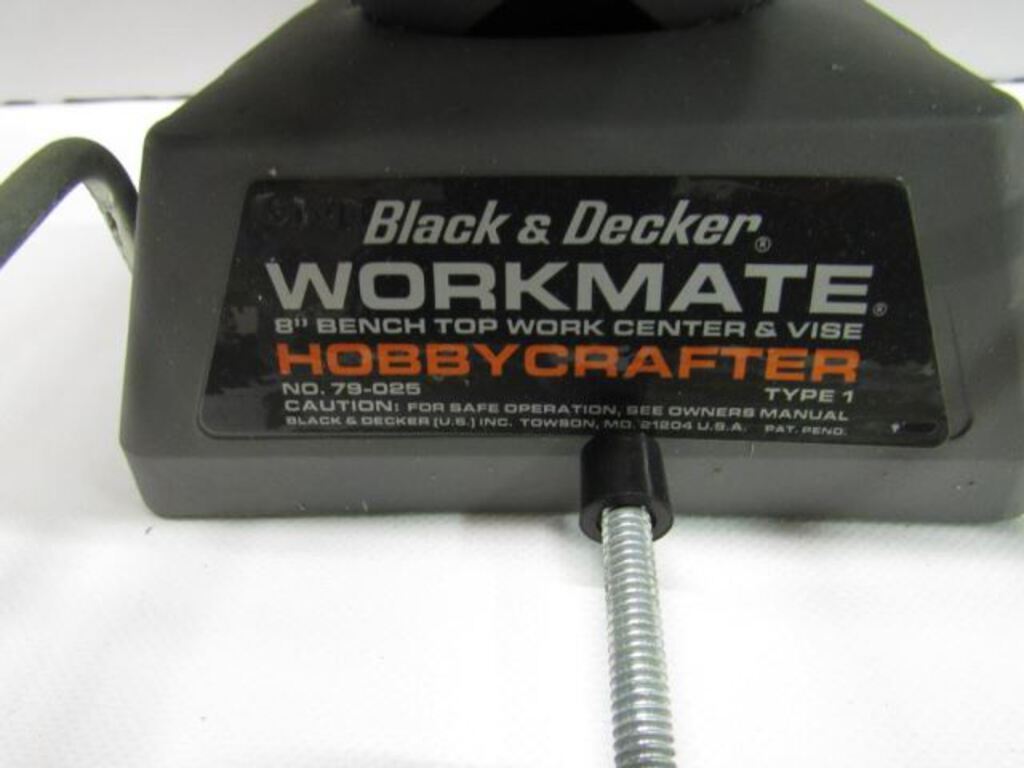 Black & Decker®
WORKMATE®
8" BENCH TOP WORK CENTER & VISE
HOBBYCRAFTER
NO. 79-025 TYPE 1
CAUTION: FOR SAFE OPERATION, SEE OWNERS MANUAL
BLACK & DECKER (U.S.) INC. TOWSON, MD. 21204 U.S.A. PAT. PEND.